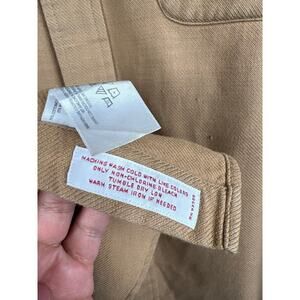 MACHINE WASH COLD WITH LIKE COLORS
ONLY NON-CHLORINE BLEACH
TUMBLE DRY LOW
WARM STEAM IRON IF NEEDED